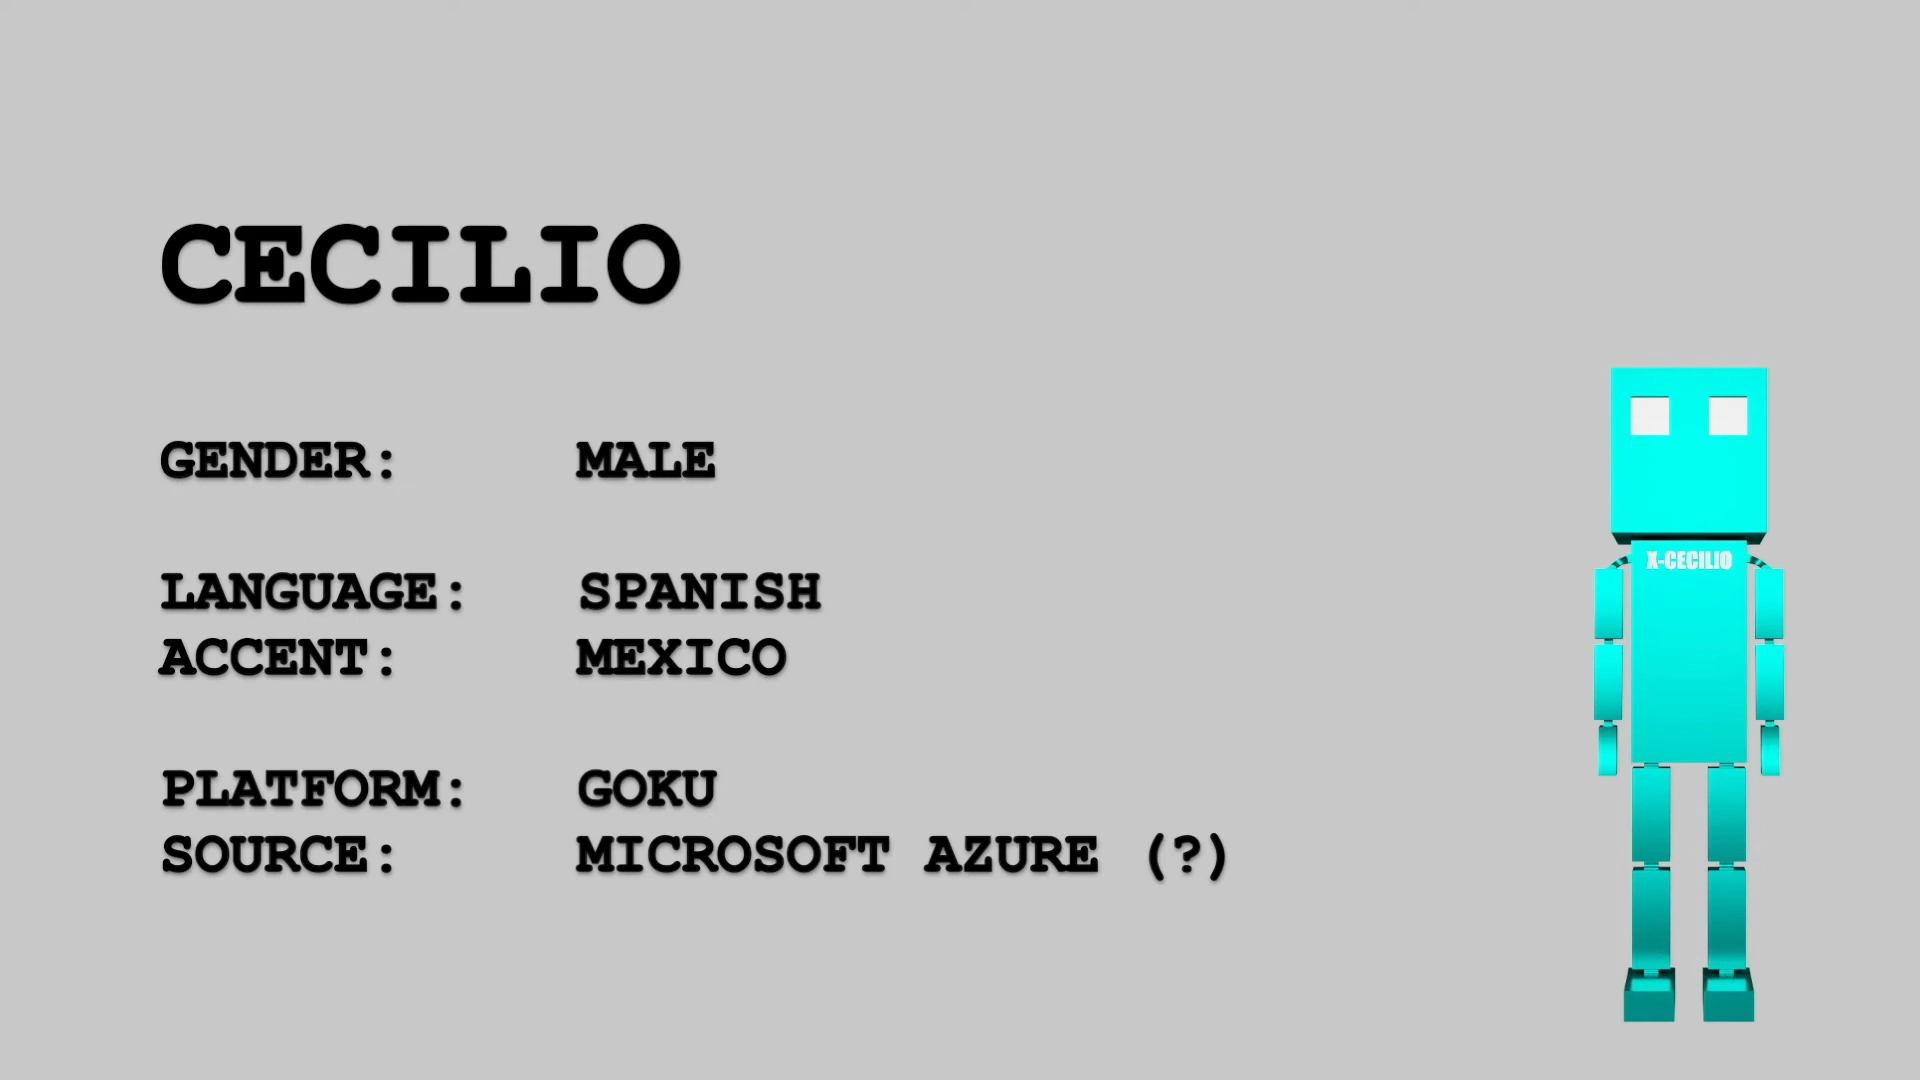 CECILIO
GENDER: MALE
LANGUAGE: SPANISH
ACCENT: MEXICO
PLATFORM: GOKU
SOURCE: MICROSOFT AZURE (?)
X-CECILIO